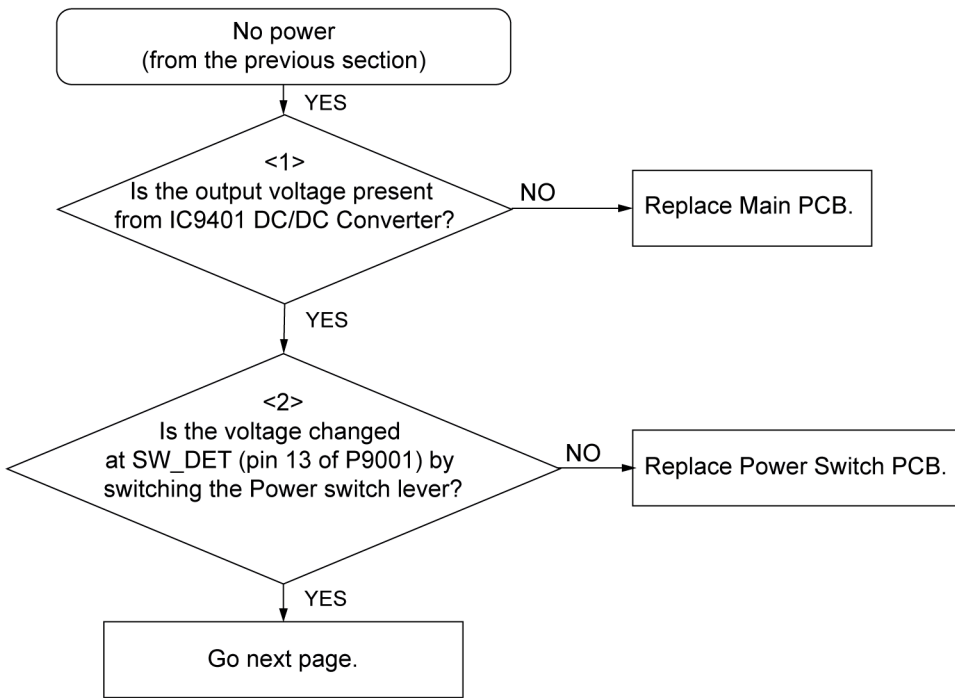 No power
(from the previous section)
YES
<1>
Is the output voltage present
from IC9401 DC/DC Converter?
NO
Replace Main PCB.
YES
<2>
Is the voltage changed
at SW_DET (pin 13 of P9001) by
switching the Power switch lever?
NO
Replace Power Switch PCB.
YES
Go next page.